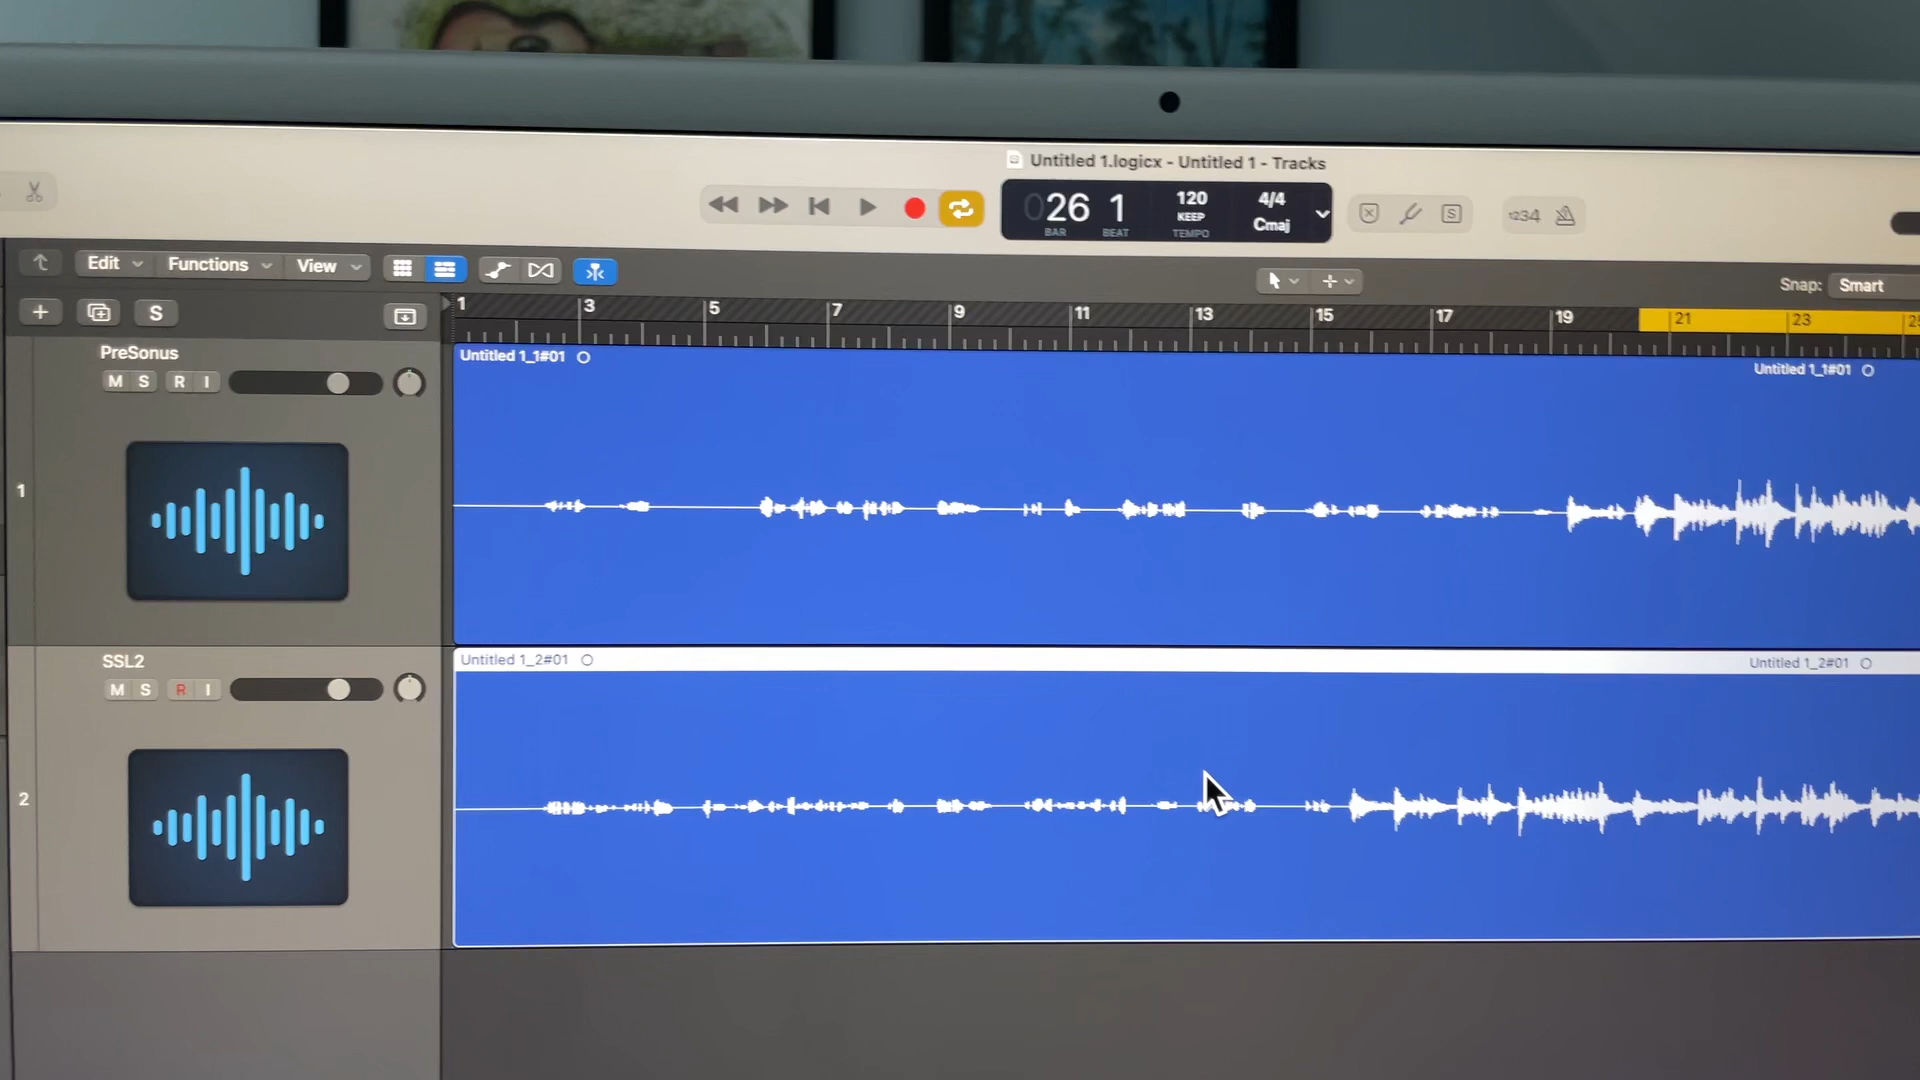 Untitled 1.logicx - Untitled 1 - Tracks
026 1 120 4/4
KEEP Cmaj
BAR BEAT TEMPO
S
1234
Edit Functions View
Snap: Smart
S
1 3 5 7 9 11 13 15 17 19 21 23
PreSonus
M S R I
Untitled 1_1#01
Untitled 1_1#01
1
SSL2
M S R I
Untitled 1_2#01
Untitled 1_2#01
2